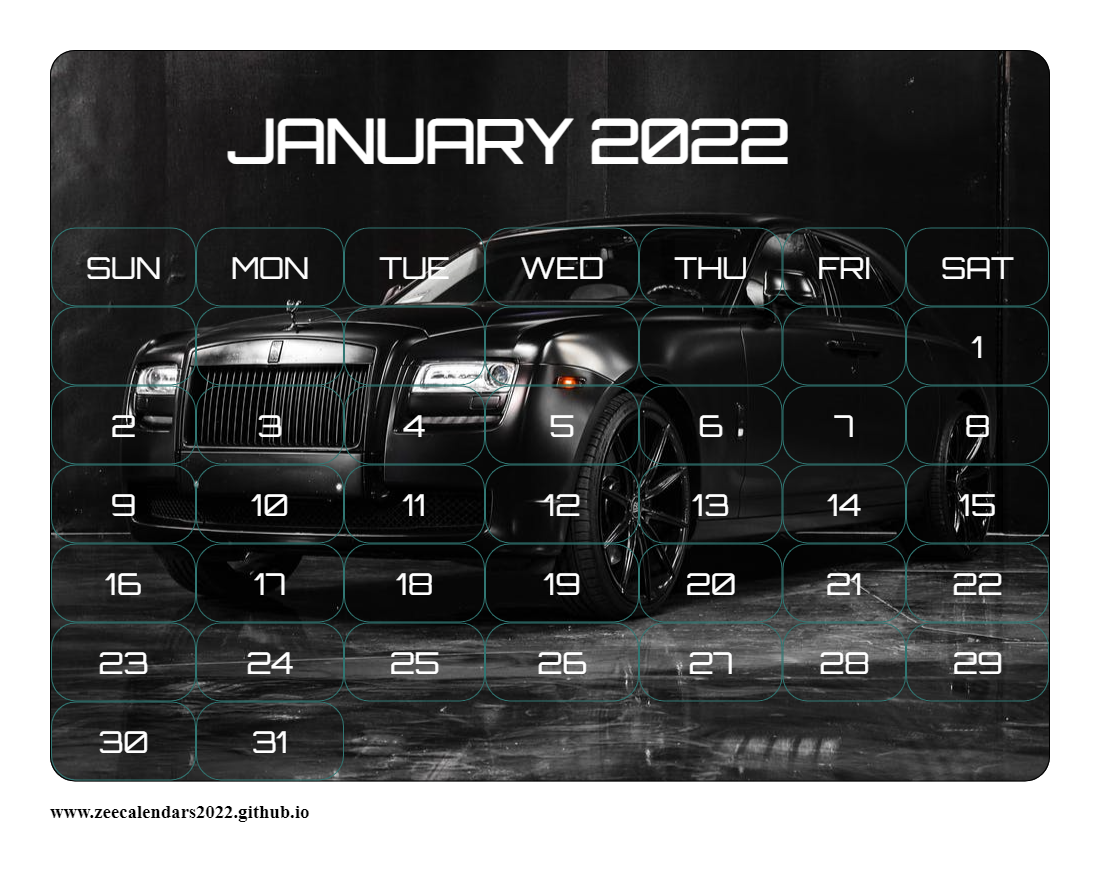 JANUARY 2022
SUN MON TUE WED THU FRI SAT
1
2 3 4 5 6 7 8
9 10 11 12 13 14 15
16 17 18 19 20 21 22
23 24 25 26 27 28 29
30 31
www.zeecalendars2022.github.io